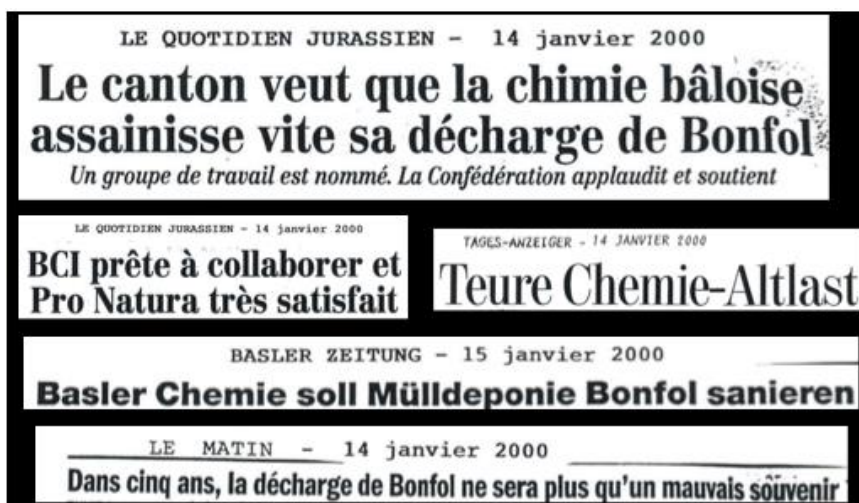 LE QUOTIDIEN JURASSIEN - 14 janvier 2000
Le canton veut que la chimie bâloise
assainisse vite sa décharge de Bonfol
Un groupe de travail est nommé. La Confédération applaudit et soutient
LE QUOTIDIEN JURASSIEN - 14 janvier 2000
BCI prête à collaborer et
Pro Natura très satisfait
TAGES-ANZEIGER - 14 JANVIER 2000
Teure Chemie-Altlast
BASLER ZEITUNG - 15 janvier 2000
Basler Chemie soll Mülldeponie Bonfol sanieren
LE MATIN - 14 janvier 2000
Dans cinq ans, la décharge de Bonfol ne sera plus qu'un mauvais souvenir